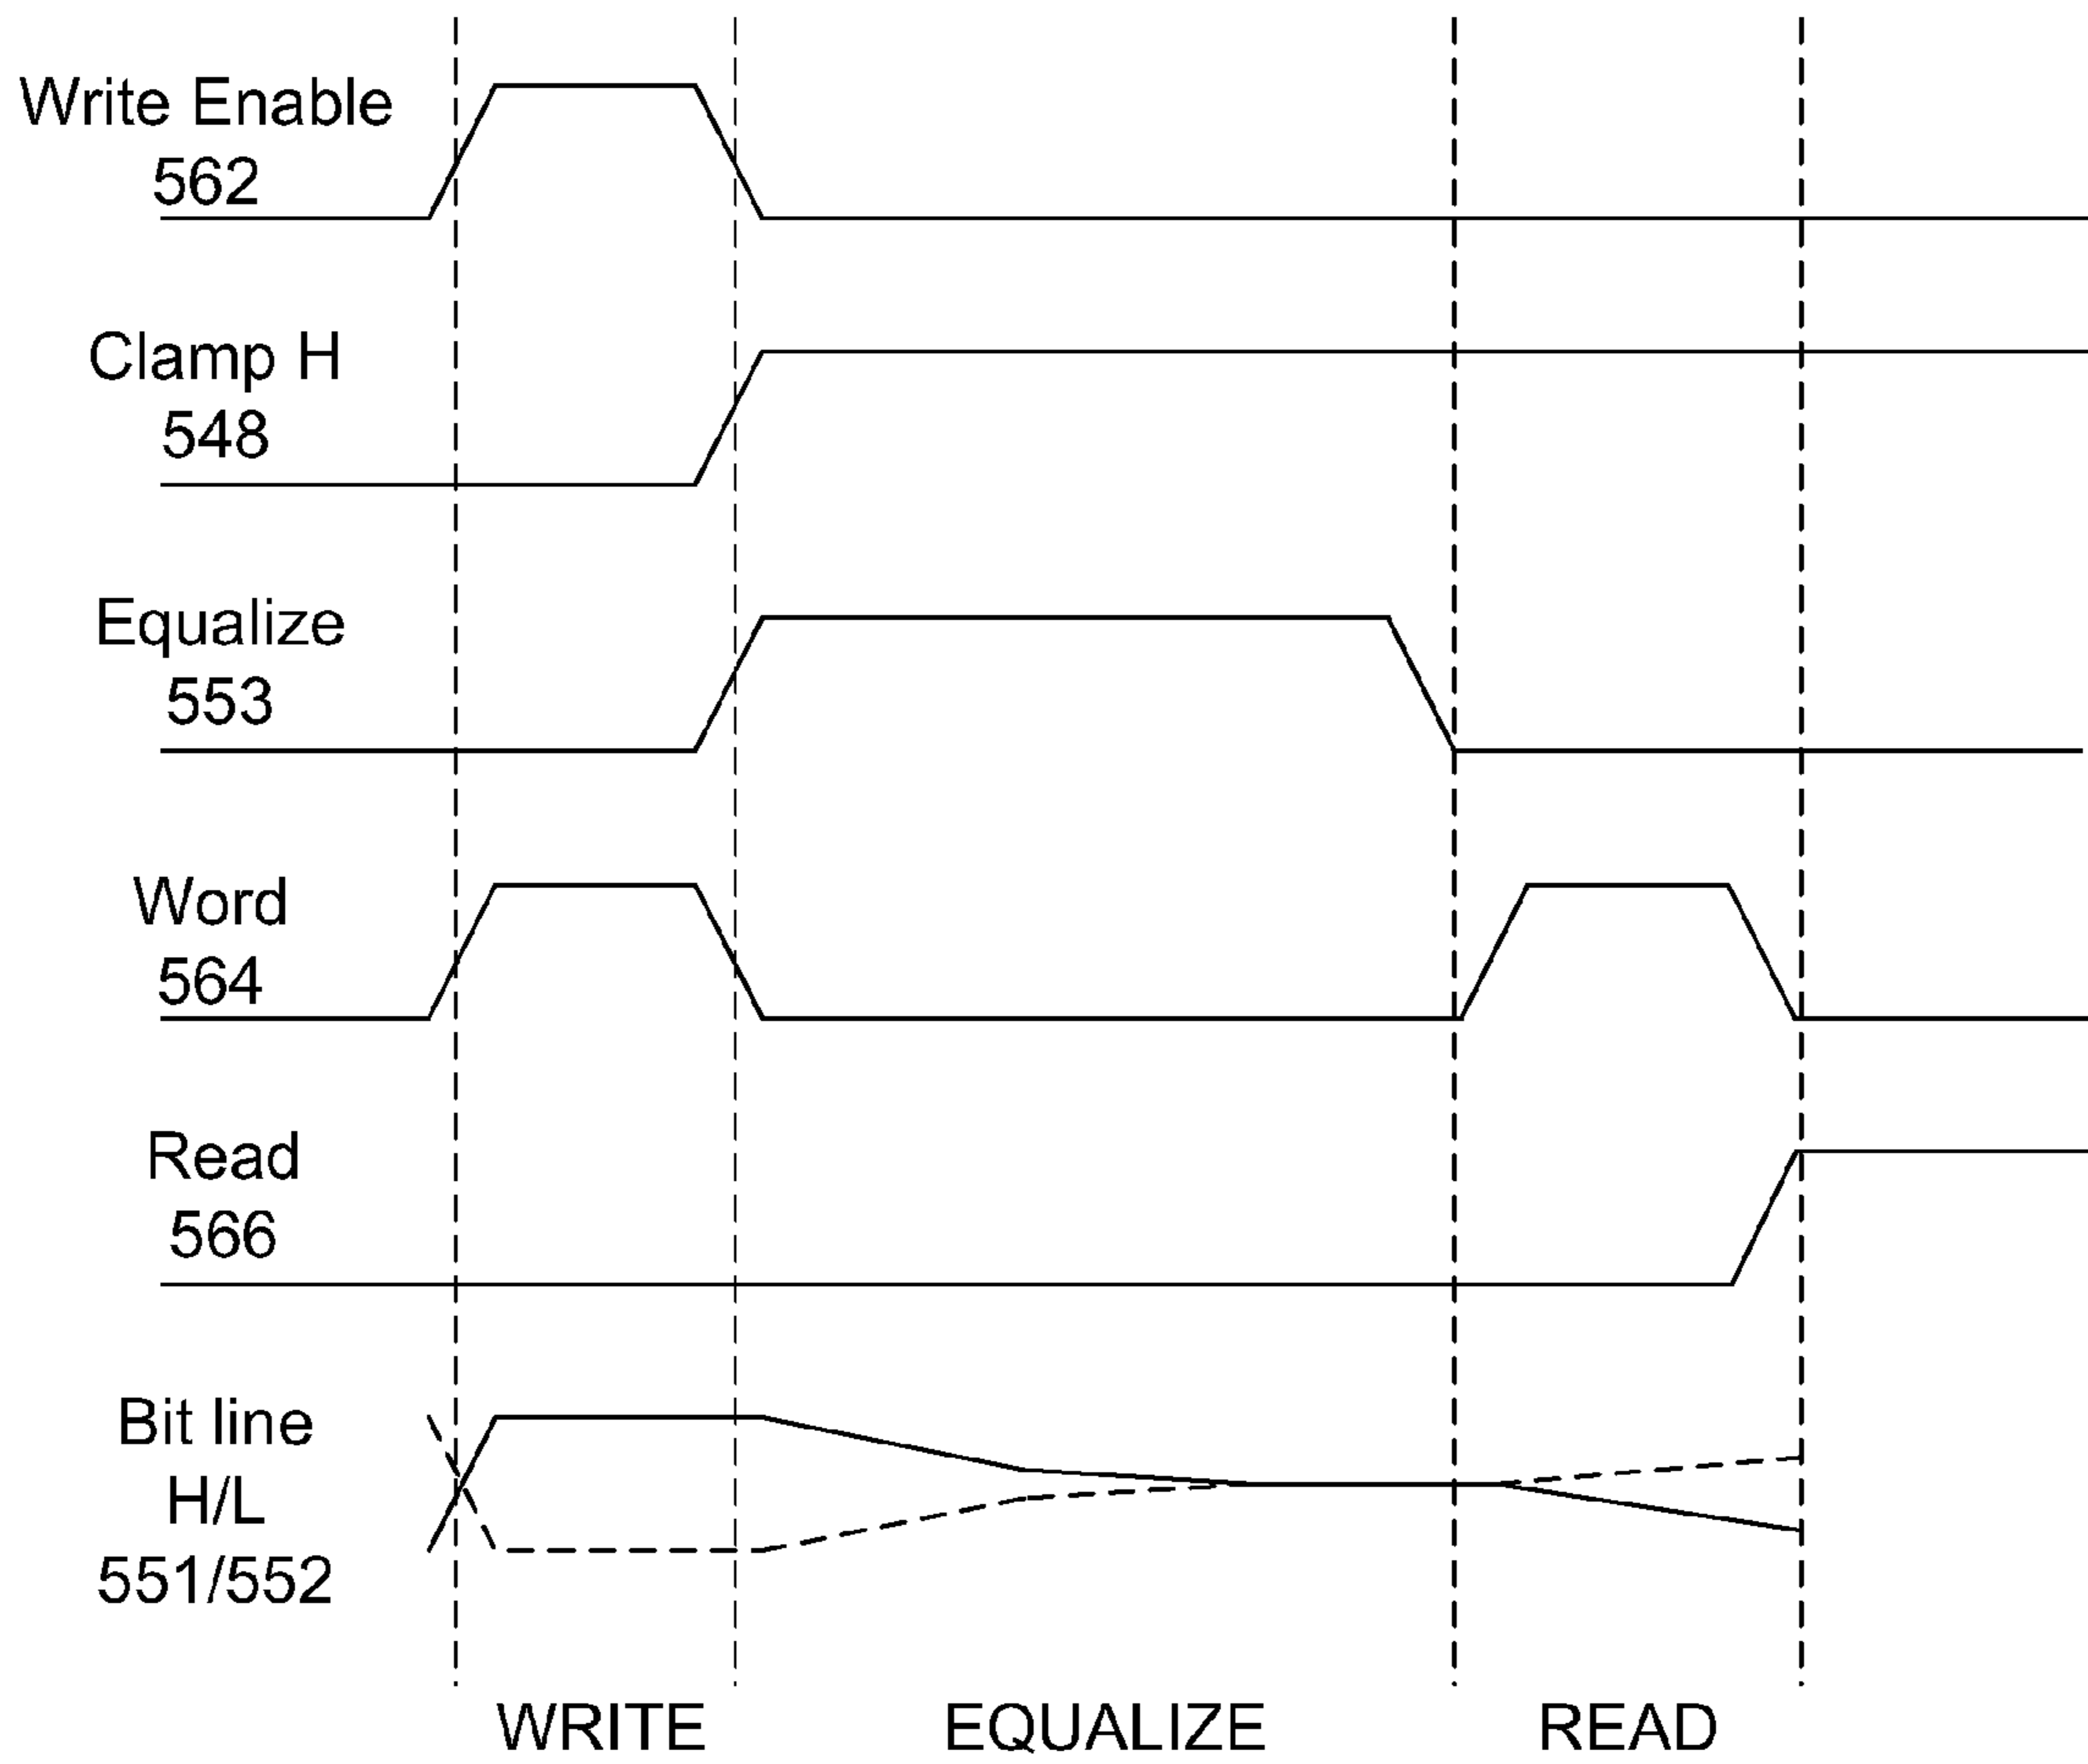 Write Enable
562
Clamp H
548
Equalize
553
Word
564
Read
566
Bit line
H/L
551/552
WRITE EQUALIZE READ